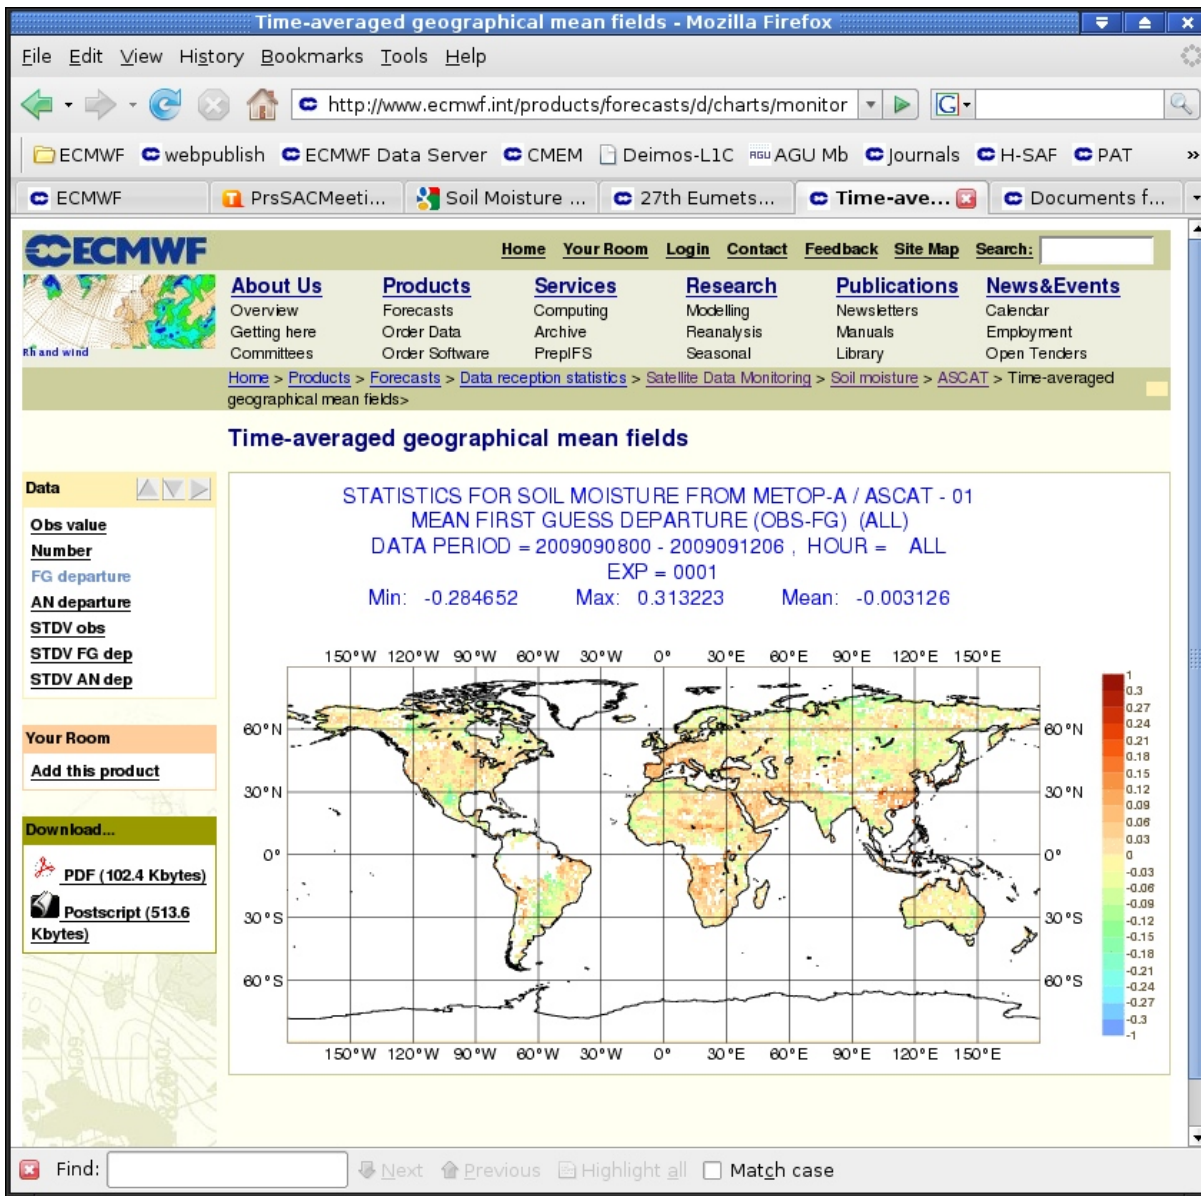 Time-averaged geographical mean fields - Mozilla Firefox
File Edit View History Bookmarks Tools Help
http://www.ecmwf.int/products/forecasts/d/charts/monitor
G
ECMWF webpublish ECMWF Data Server CMEM Deimos-L1C AGU AGU Mb Journals H-SAF PAT »
ECMWF PrsSACMeeti... Soil Moisture ... 27th Eumets... Time-ave... Documents f...
ECMWF
Home Your Room Login Contact Feedback Site Map Search:
About Us Products Services Research Publications News&Events
Overview Forecasts Computing Modelling Newsletters Calendar
Getting here Order Data Archive Reanalysis Manuals Employment
Committees Order Software PrepIFS Seasonal Library Open Tenders
Rh and wind
Home > Products > Forecasts > Data reception statistics > Satellite Data Monitoring > Soil moisture > ASCAT > Time-averaged
geographical mean fields>
Time-averaged geographical mean fields
Data
Obs value
Number
FG departure
AN departure
STDV obs
STDV FG dep
STDV AN dep
Your Room
Add this product
Download...
PDF (102.4 Kbytes)
Postscript (513.6
Kbytes)
STATISTICS FOR SOIL MOISTURE FROM METOP-A / ASCAT - 01
MEAN FIRST GUESS DEPARTURE (OBS-FG) (ALL)
DATA PERIOD = 2009090800 - 2009091206 , HOUR = ALL
EXP = 0001
Min: -0.284652 Max: 0.313223 Mean: -0.003126
150°W 120°W 90°W 60°W 30°W 0° 30°E 60°E 90°E 120°E 150°E
60°N 60°N
30°N 30°N
0° 0°
30°S 30°S
60°S 60°S
150°W 120°W 90°W 60°W 30°W 0° 30°E 60°E 90°E 120°E 150°E
1
0.3
0.27
0.24
0.21
0.18
0.15
0.12
0.09
0.06
0.03
0
-0.03
-0.06
-0.09
-0.12
-0.15
-0.18
-0.21
-0.24
-0.27
-0.3
-1
Find: Next Previous Highlight all Match case